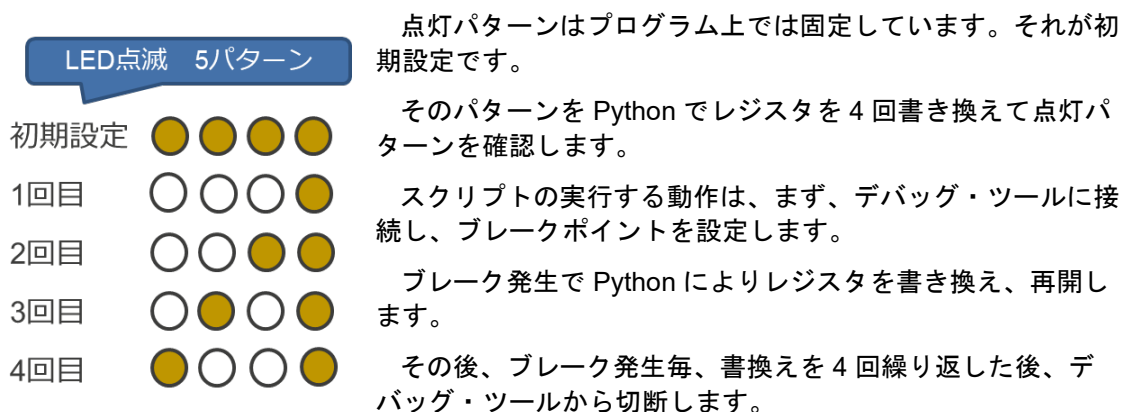 LED点滅　5パターン
初期設定
1回目
2回目
3回目
4回目
点灯パターンはプログラム上では固定しています。それが初
期設定です。
そのパターンを Python でレジスタを 4 回書き換えて点灯パ
ターンを確認します。
スクリプトの実行する動作は、まず、デバッグ・ツールに接
続し、ブレークポイントを設定します。
ブレーク発生で Python によりレジスタを書き換え、再開し
ます。
その後、ブレーク発生毎、書換えを 4 回繰り返した後、デ
バッグ・ツールから切断します。